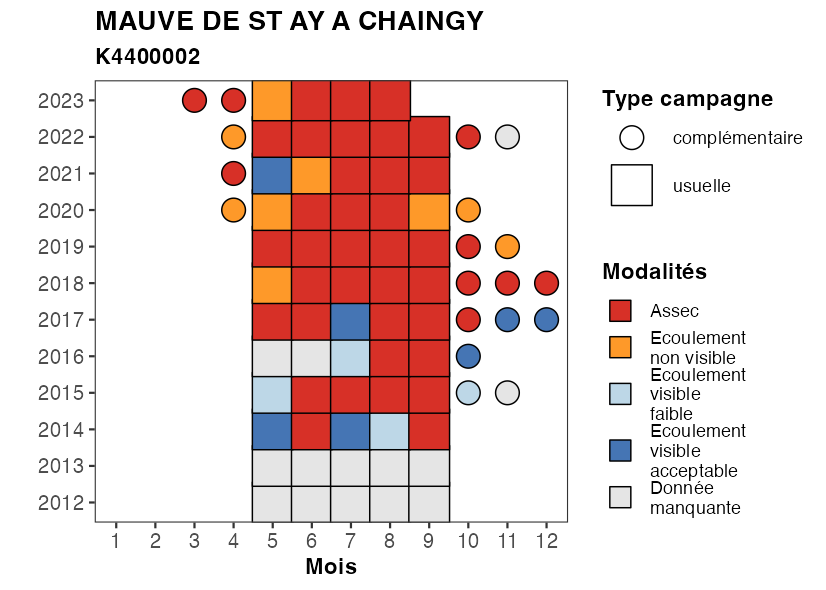 MAUVE DE ST AY A CHAINGY
K4400002
2023
2022
2021
2020
2019
2018
2017
2016
2015
2014
2013
2012
1 2 3 4 5 6 7 8 9 10 11 12
Mois
Type campagne
complémentaire
usuelle
Modalités
Assec
Ecoulement
non visible
Ecoulement
visible
faible
Ecoulement
visible
acceptable
Donnée
manquante